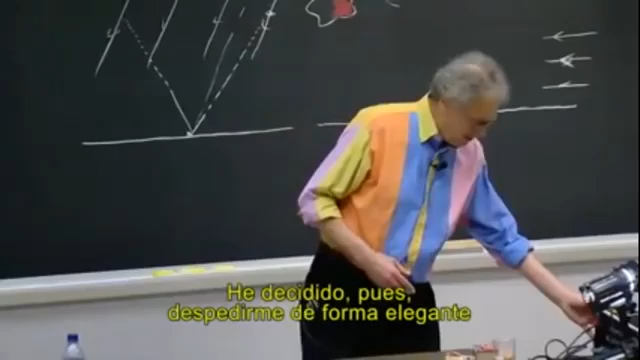 He decidido, pues,
despedirme de forma elegante